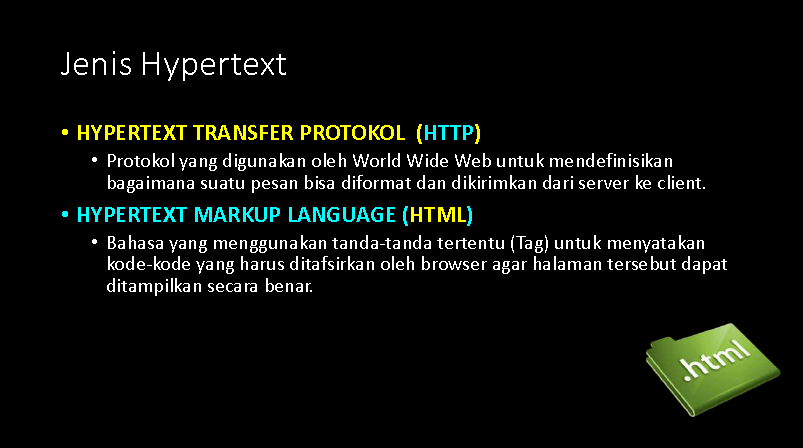 Jenis Hypertext
• HYPERTEXT TRANSFER PROTOKOL (HTTP)
• Protokol yang digunakan oleh World Wide Web untuk mendefinisikan
bagaimana suatu pesan bisa diformat dan dikirimkan dari server ke client.
• HYPERTEXT MARKUP LANGUAGE (HTML)
• Bahasa yang menggunakan tanda-tanda tertentu (Tag) untuk menyatakan
kode-kode yang harus ditafsirkan oleh browser agar halaman tersebut dapat
ditampilkan secara benar.
.html